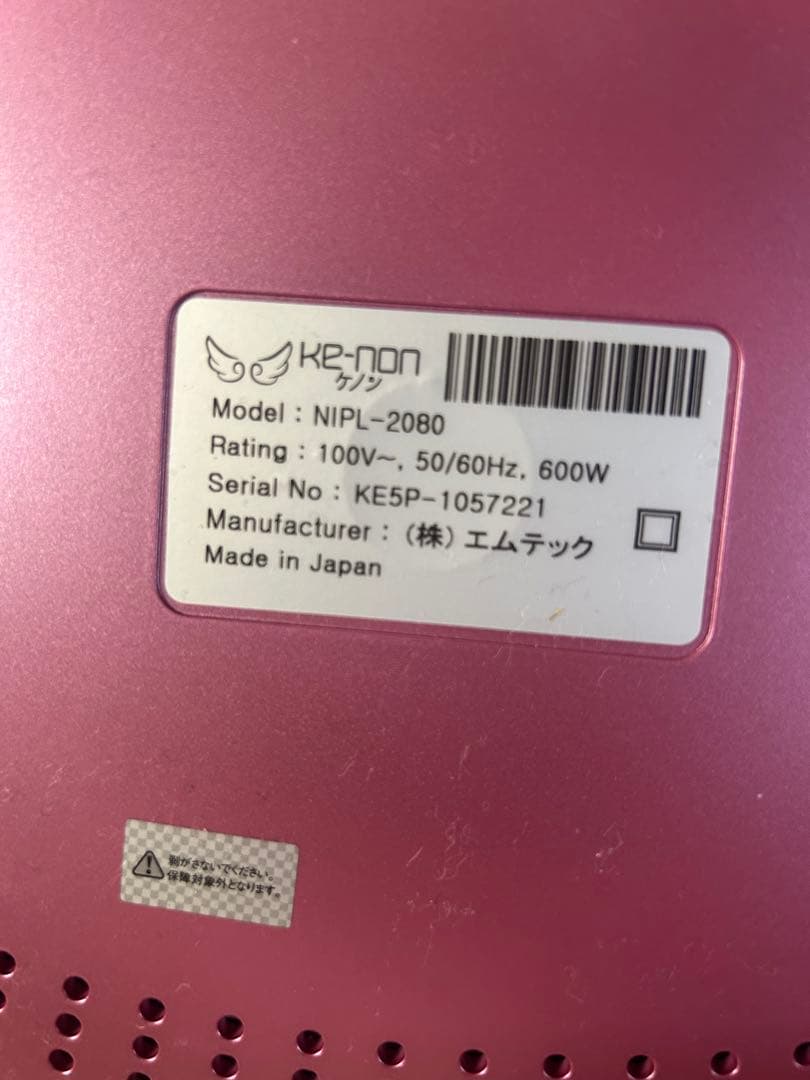 ke-non
ケノン
Model : NIPL-2080
Rating : 100V~, 50/60Hz, 600W
Serial No : KE5P-1057221
Manufacturer : (株) エムテック
Made in Japan
剥がさないでください。
保障対象外となります。